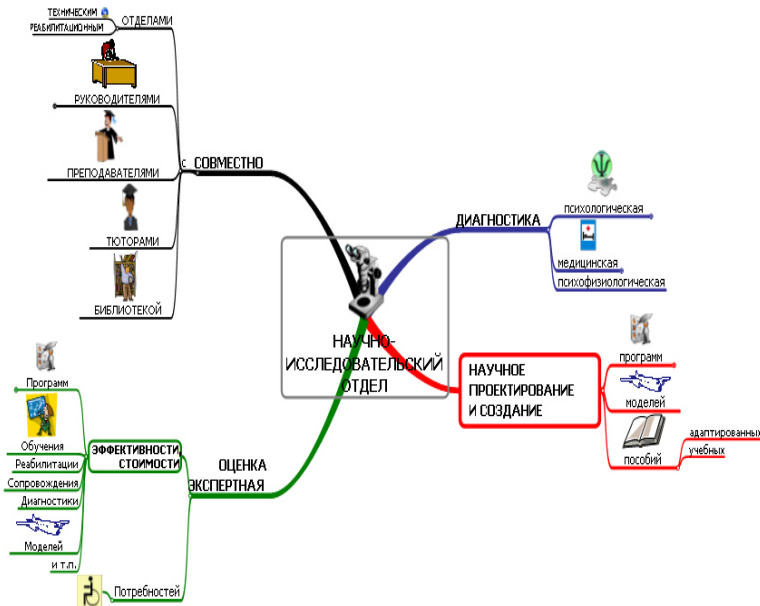 ТЕХНИЧЕСКИМ
РЕАБИЛИТАЦИОННЫМ
ОТДЕЛАМИ
РУКОВОДИТЕЛЯМИ
ПРЕПОДАВАТЕЛЯМИ
ТЮТОРАМИ
БИБЛИОТЕКОЙ
с СОВМЕСТНО
ДИАГНОСТИКА
психологическая
медицинская
психофизиологическая
НАУЧНО-
ИССЛЕДОВАТЕЛЬСКИЙ
ОТДЕЛ
НАУЧНОЕ
ПРОЕКТИРОВАНИЕ
И СОЗДАНИЕ
программ
моделей
пособий
адаптированных
учебных
ОЦЕНКА
ЭКСПЕРТНАЯ
ЭФФЕКТИВНОСТИ,
СТОИМОСТИ
Программ
Обучения
Реабилитации
Сопровождения
Диагностики
Моделей
и т.п.
Потребностей